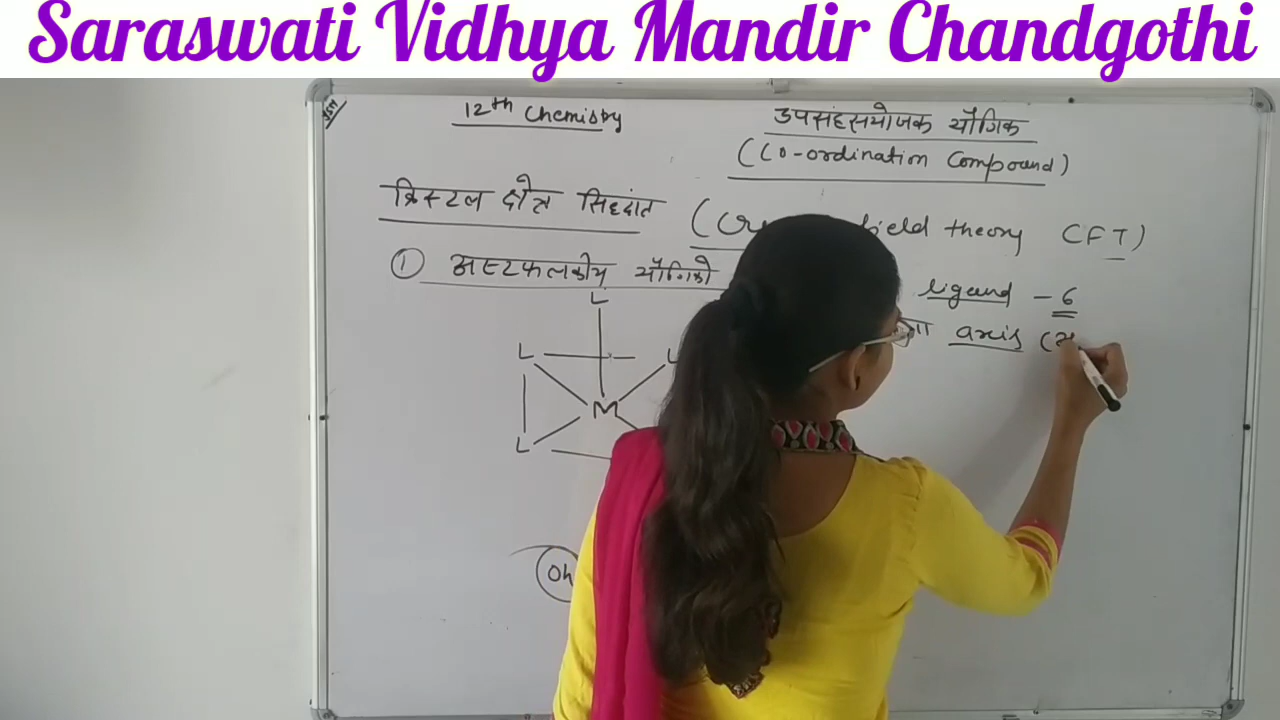 Saraswati Vidhya Mandir Chandgothi
12th Chemistry
उपसंहसयोजक यौगिक
(Co-ordination Compound)
क्रिस्टल क्षेत्र सिद्दांत
field theory CFT)
① अष्टफलकीय यौगिको
ligand - 6
axis
L
L
L
M
L
Oh